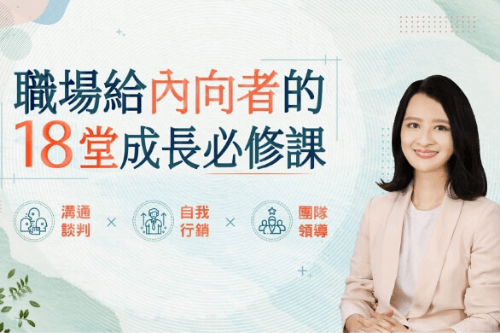 職場給內向者的
18堂成長必修課
溝通
談判
×
自我
行銷
×
團隊
領導